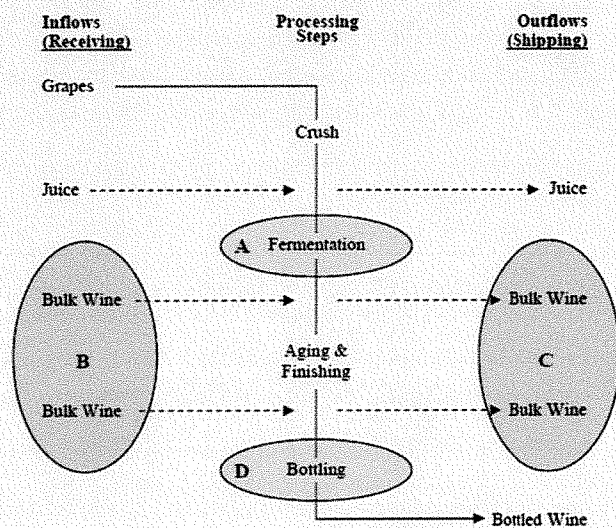 Inflows
(Receiving)
Processing
Steps
Outflows
(Shipping)
Grapes
Crush
Juice
Juice
A Fermentation
Bulk Wine
Bulk Wine
B
Aging &
Finishing
C
Bulk Wine
Bulk Wine
D Bottling
Bottled Wine